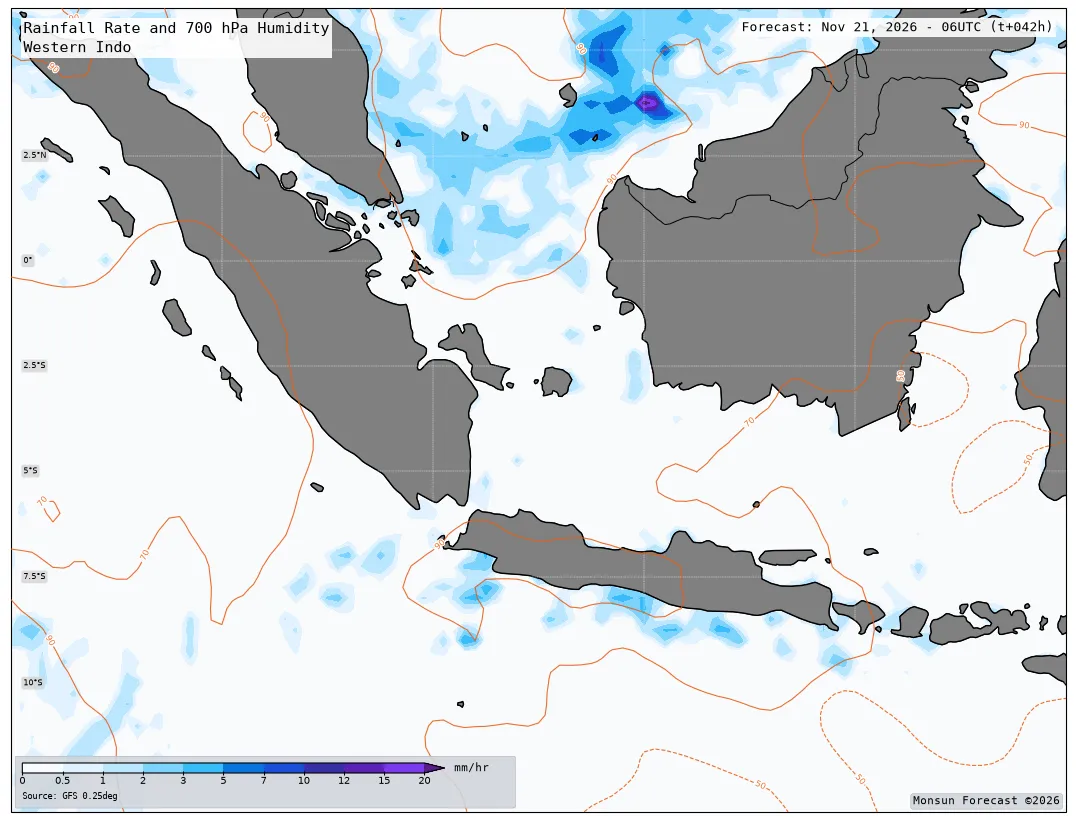 Rainfall Rate and 700 hPa Humidity
Western Indo
Forecast: Nov 21, 2026 - 06UTC (t+042h)
90
90
90
90
2.5°N
90
0°
2.5°S
50
70
5°S
50
70
90
70
7.5°S
90
10°S
50
50
mm/hr
0 0.5 1 2 3 5 7 10 12 15 20
Source: GFS 0.25deg
Monsun Forecast ©2026